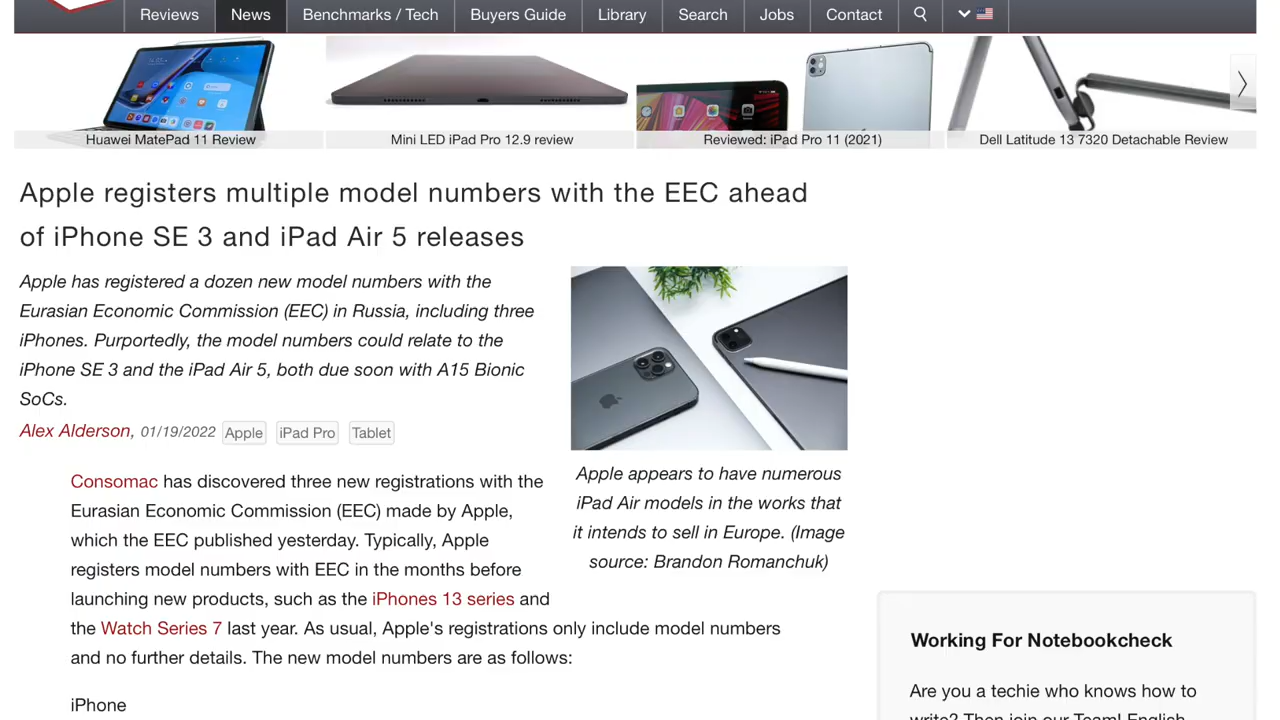 Reviews News Benchmarks / Tech Buyers Guide Library Search Jobs Contact
Huawei MatePad 11 Review
Mini LED iPad Pro 12.9 review
Reviewed: iPad Pro 11 (2021)
Dell Latitude 13 7320 Detachable Review
Apple registers multiple model numbers with the EEC ahead
of iPhone SE 3 and iPad Air 5 releases
Apple has registered a dozen new model numbers with the
Eurasian Economic Commission (EEC) in Russia, including three
iPhones. Purportedly, the model numbers could relate to the
iPhone SE 3 and the iPad Air 5, both due soon with A15 Bionic
SoCs.
Alex Alderson, 01/19/2022 Apple iPad Pro Tablet
Apple appears to have numerous
iPad Air models in the works that
it intends to sell in Europe. (Image
source: Brandon Romanchuk)
Consomac has discovered three new registrations with the
Eurasian Economic Commission (EEC) made by Apple,
which the EEC published yesterday. Typically, Apple
registers model numbers with EEC in the months before
launching new products, such as the iPhones 13 series and
the Watch Series 7 last year. As usual, Apple's registrations only include model numbers
and no further details. The new model numbers are as follows:
iPhone
Working For Notebookcheck
Are you a techie who knows how to
write? Then join our Team! English